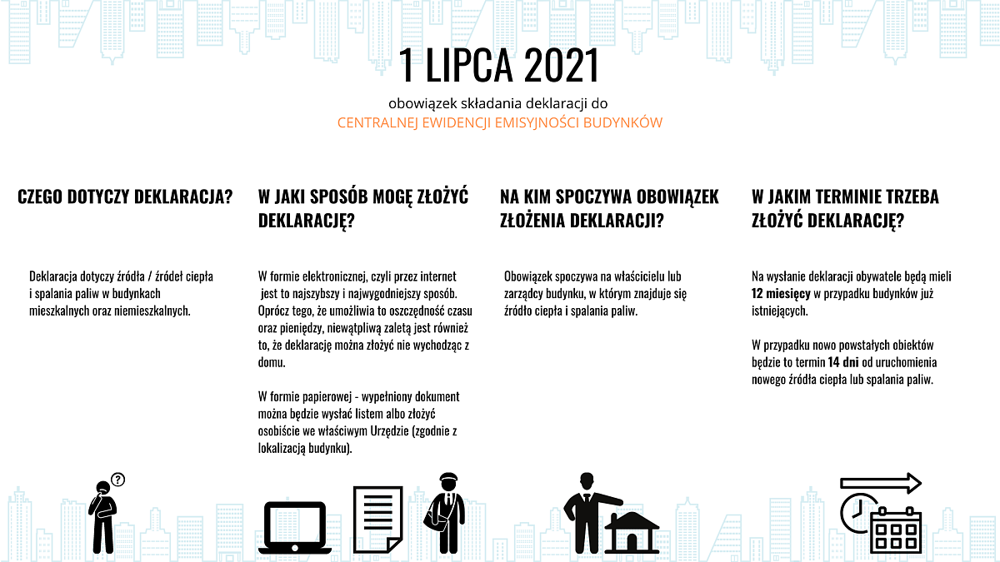 1 LIPCA 2021
obowiązek składania deklaracji do
CENTRALNEJ EWIDENCJI EMISYJNOŚCI BUDYNKÓW
CZEGO DOTYCZY DEKLARACJA?
Deklaracja dotyczy źródła / źródeł ciepła
i spalania paliw w budynkach
mieszkalnych oraz niemieszkalnych.
W JAKI SPOSÓB MOGĘ ZŁOŻYĆ
DEKLARACJĘ?
W formie elektronicznej, czyli przez internet
jest to najszybszy i najwygodniejszy sposób.
Oprócz tego, że umożliwia to oszczędność czasu
oraz pieniędzy, niewątpliwą zaletą jest również
to, że deklarację można złożyć nie wychodząc z
domu.
W formie papierowej - wypełniony dokument
można będzie wysłać listem albo złożyć
osobiście we właściwym Urzędzie (zgodnie z
lokalizacją budynku).
NA KIM SPOCZYWA OBOWIĄZEK
ZŁOŻENIA DEKLARACJI?
Obowiązek spoczywa na właścicielu lub
zarządcy budynku, w którym znajduje się
źródło ciepła i spalania paliw.
W JAKIM TERMINIE TRZEBA
ZŁOŻYĆ DEKLARACJĘ?
Na wysłanie deklaracji obywatele będą mieli
12 miesięcy w przypadku budynków już
istniejących.
W przypadku nowo powstałych obiektów
będzie to termin 14 dni od uruchomienia
nowego źródła ciepła lub spalania paliw.
?